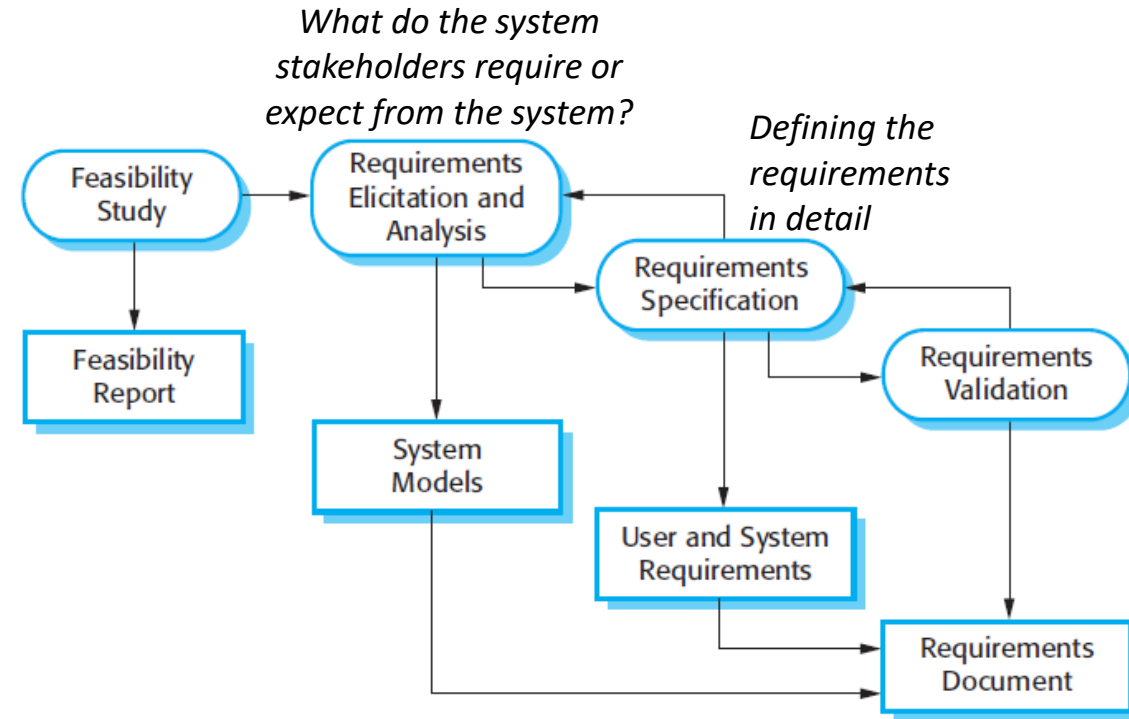 What do the system
stakeholders require or
expect from the system?
Defining the
requirements
in detail
Feasibility
Study
Requirements
Elicitation and
Analysis
Requirements
Specification
Requirements
Validation
Feasibility
Report
System
Models
User and System
Requirements
Requirements
Document